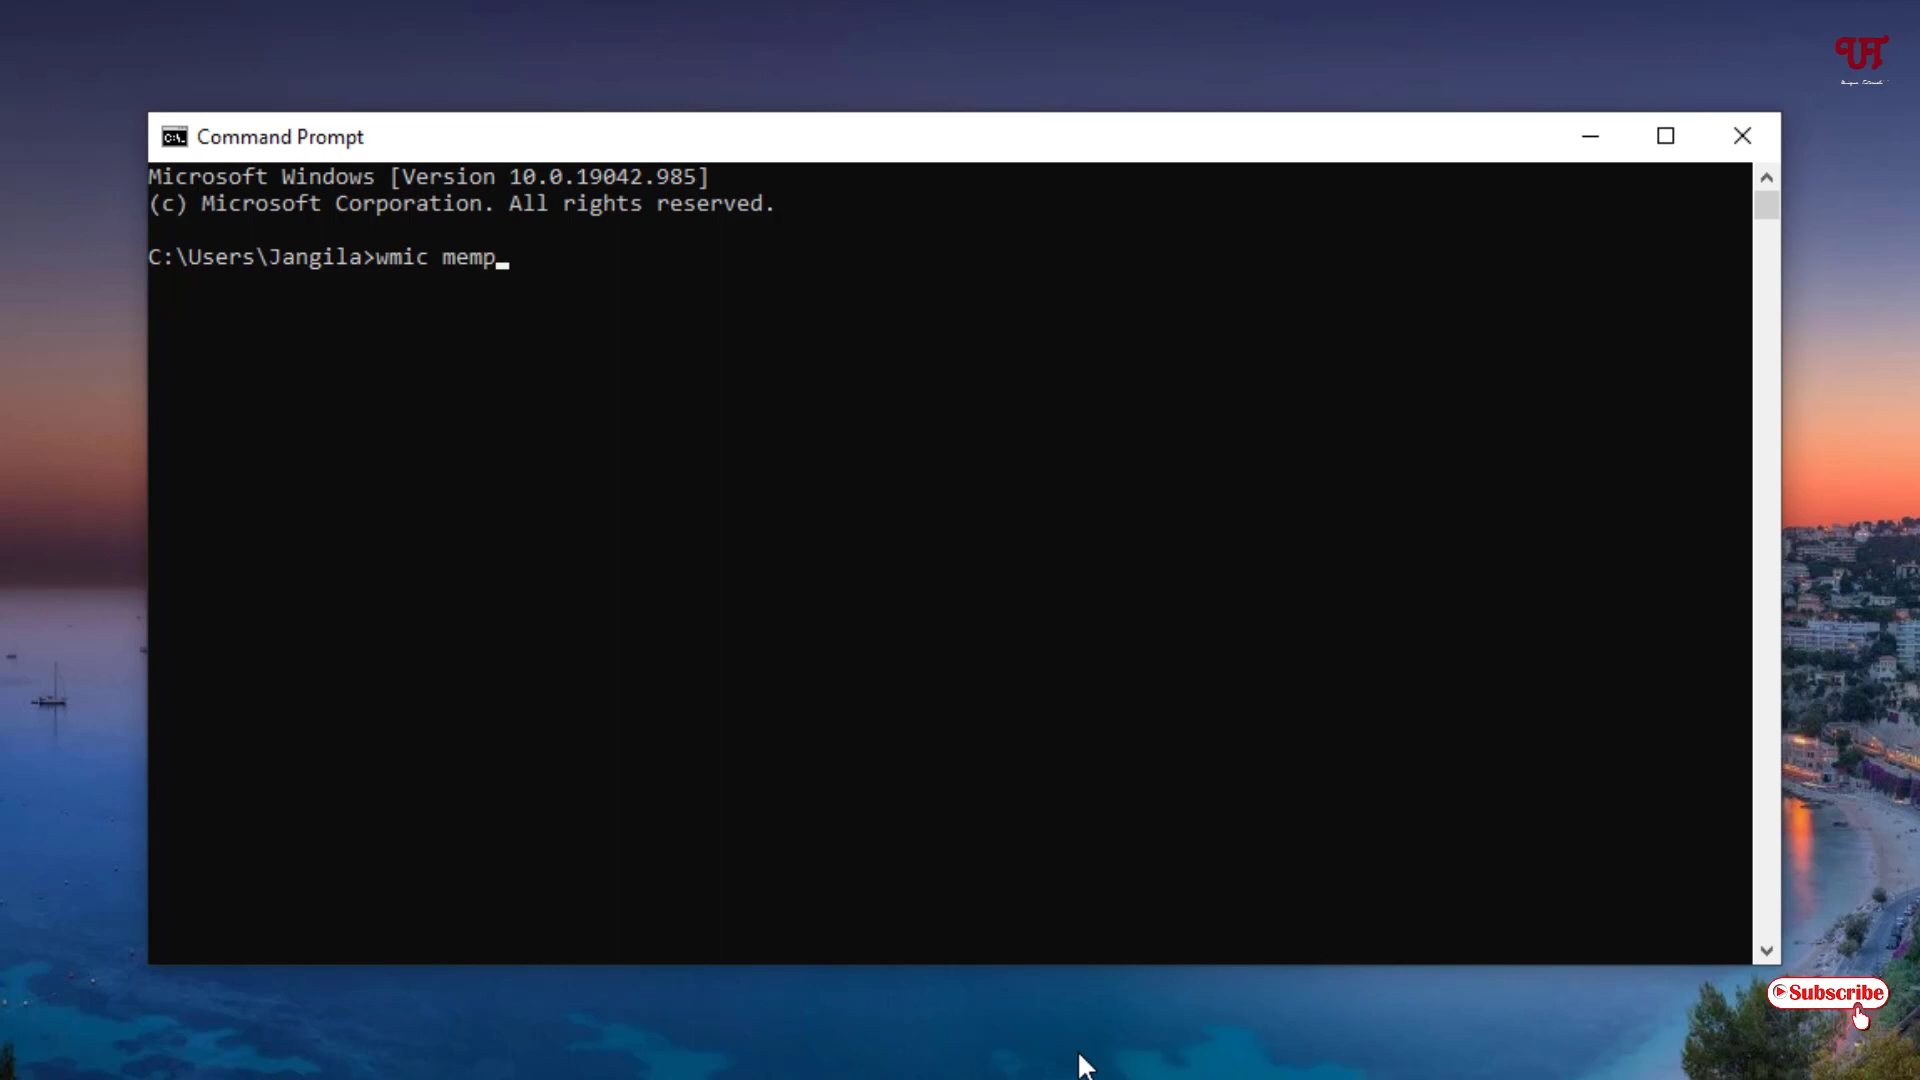 UT
Command Prompt
Microsoft Windows [Version 10.0.19042.985]
(c) Microsoft Corporation. All rights reserved.
C:\Users\Jangila>wmic memp
Subscribe